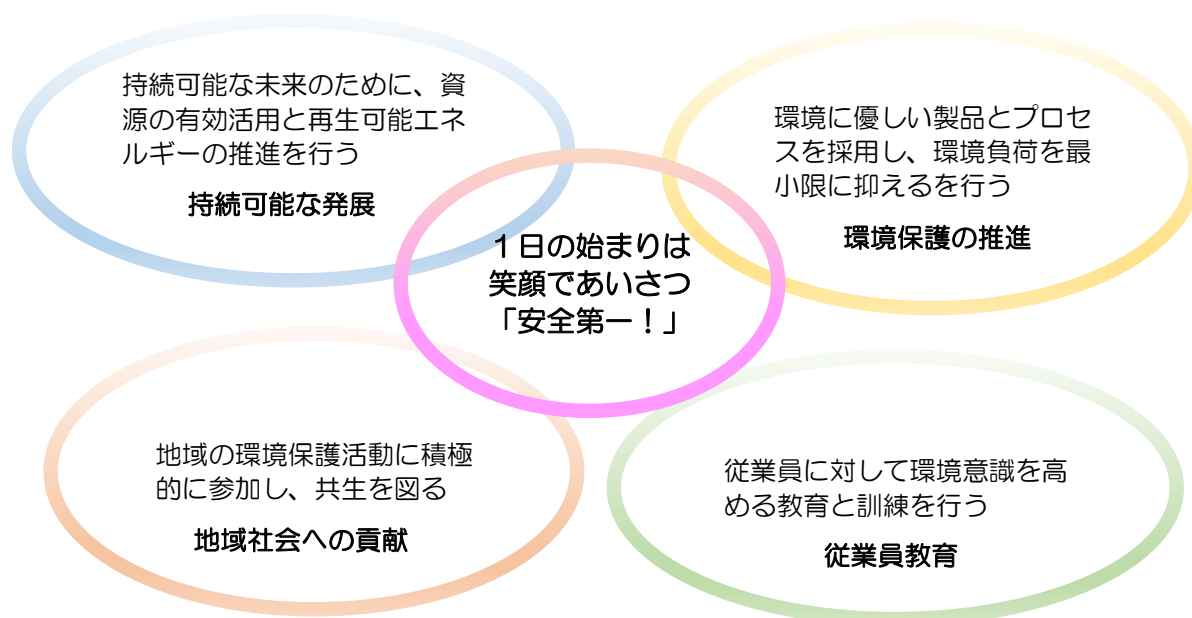 持続可能な未来のために、資
源の有効活用と再生可能エネ
ルギーの推進を行う
持続可能な発展
環境に優しい製品とプロセ
スを採用し、環境負荷を最
小限に抑えるを行う
環境保護の推進
１日の始まりは
笑顔であいさつ
「安全第一！」
地域の環境保護活動に積極
的に参加し、共生を図る
地域社会への貢献
従業員に対して環境意識を高
める教育と訓練を行う
従業員教育